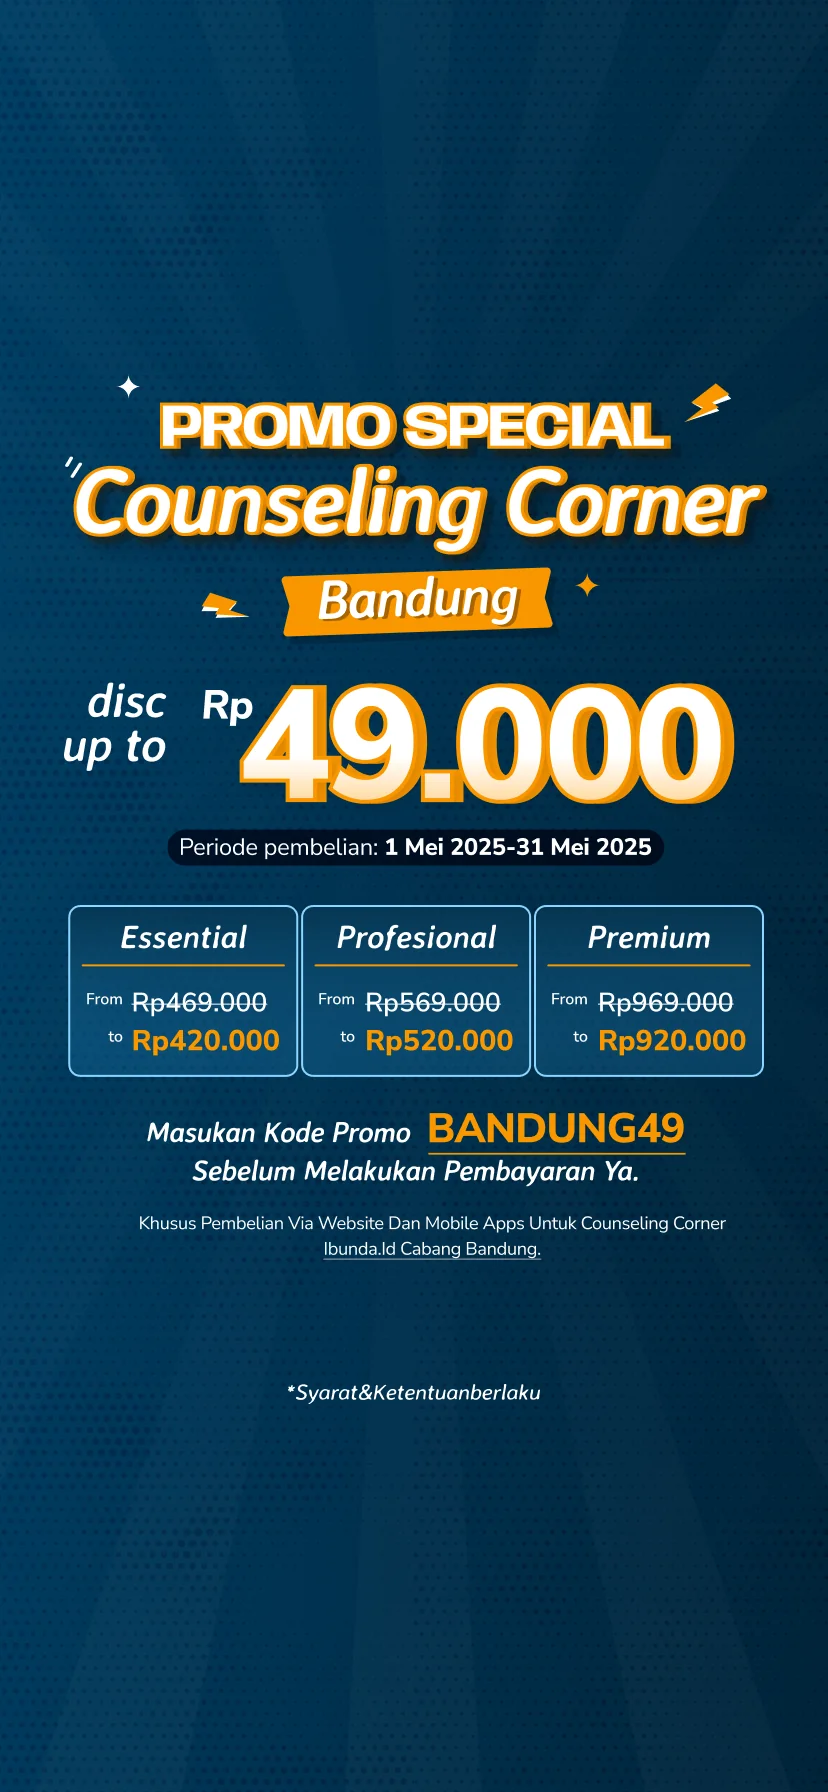 PROMO SPECIAL
Counseling Corner
Bandung
disc
up to
Rp 49.000
Periode pembelian: 1 Mei 2025-31 Mei 2025
Essential
From Rp469.000
to Rp420.000
Profesional
From Rp569.000
to Rp520.000
Premium
From Rp969.000
to Rp920.000
Masukan Kode Promo BANDUNG49
Sebelum Melakukan Pembayaran Ya.
Khusus Pembelian Via Website Dan Mobile Apps Untuk Counseling Corner
Ibunda.Id Cabang Bandung.
*Syarat&Ketentuanberlaku